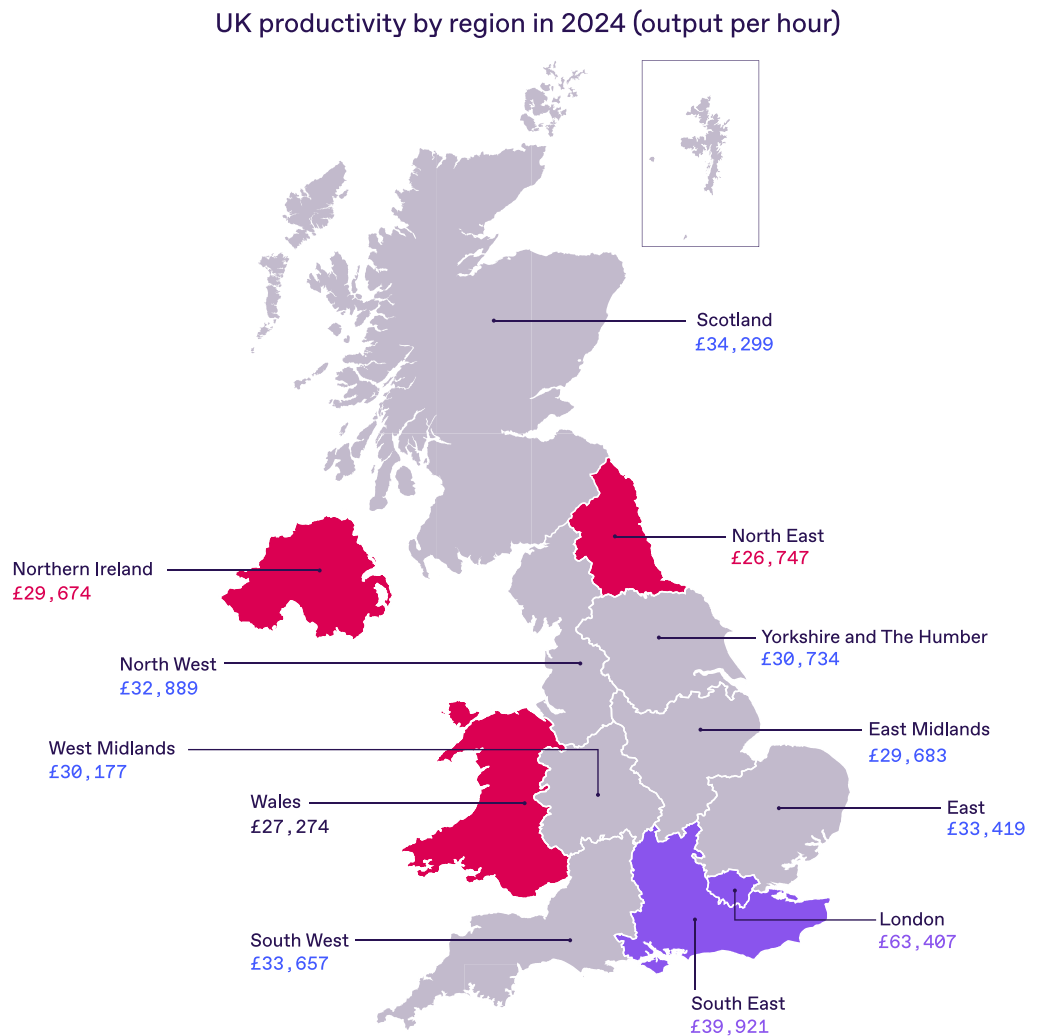 UK productivity by region in 2024 (output per hour)
Scotland
£34,299
North East
£26,747
Northern Ireland
£29,674
Yorkshire and The Humber
£30,734
North West
£32,889
East Midlands
£29,683
West Midlands
£30,177
Wales
£27,274
East
£33,419
London
£63,407
South West
£33,657
South East
£39,921